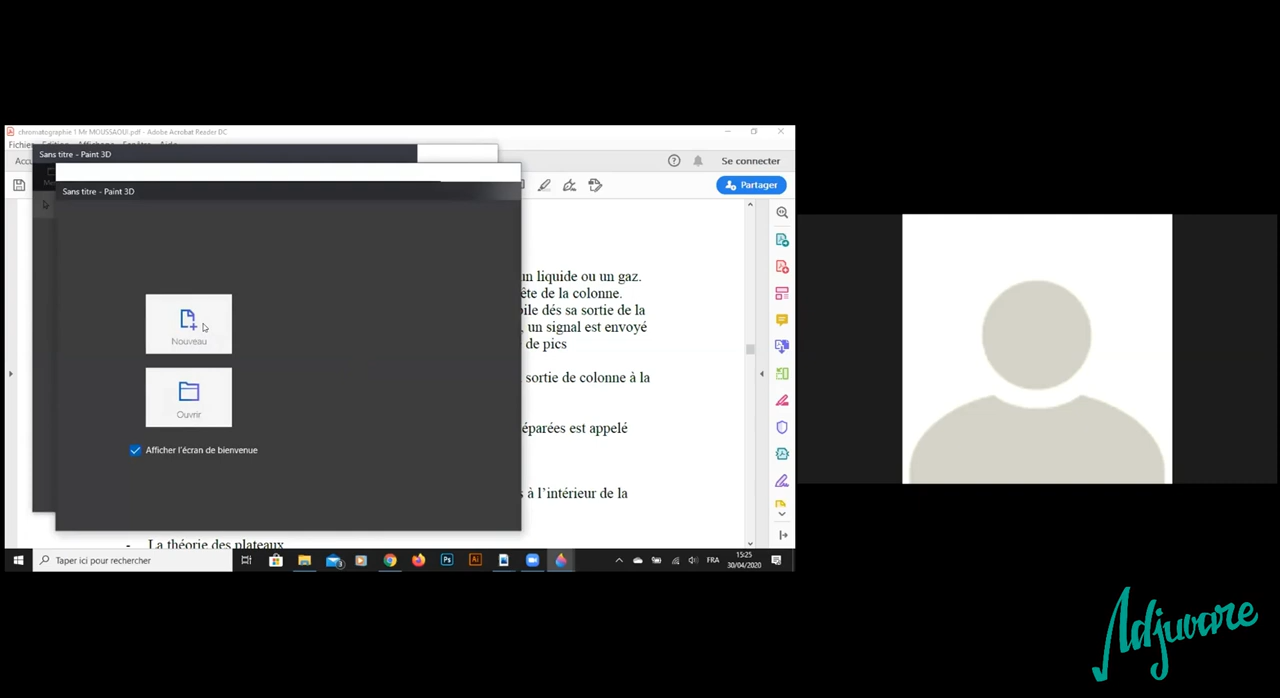 chromatographie 1 Mr MOUSSAOUI.pdf - Adobe Acrobat Reader DC
Sans titre - Paint 3D
Se connecter
Sans titre - Paint 3D
Partager
un liquide ou un gaz.
ête de la colonne.
Nouveau
bile dés sa sortie de la
, un signal est envoyé
de pics
sortie de colonne à la
Ouvrir
éparées est appelé
Afficher l'écran de bienvenue
s à l'intérieur de la
- La théorie des plateaux
Taper ici pour rechercher
3
Ps
Ai
FRA
15:25
30/04/2020
Adjuvare